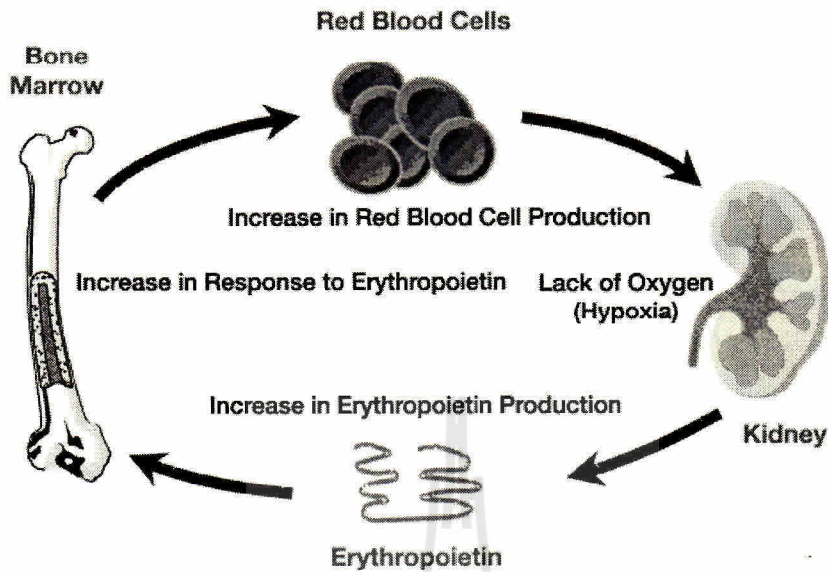 Red Blood Cells
Bone
Marrow
Increase in Red Blood Cell Production
Increase in Response to Erythropoietin
Lack of Oxygen
(Hypoxia)
Increase in Erythropoietin Production
Kidney
Erythropoietin